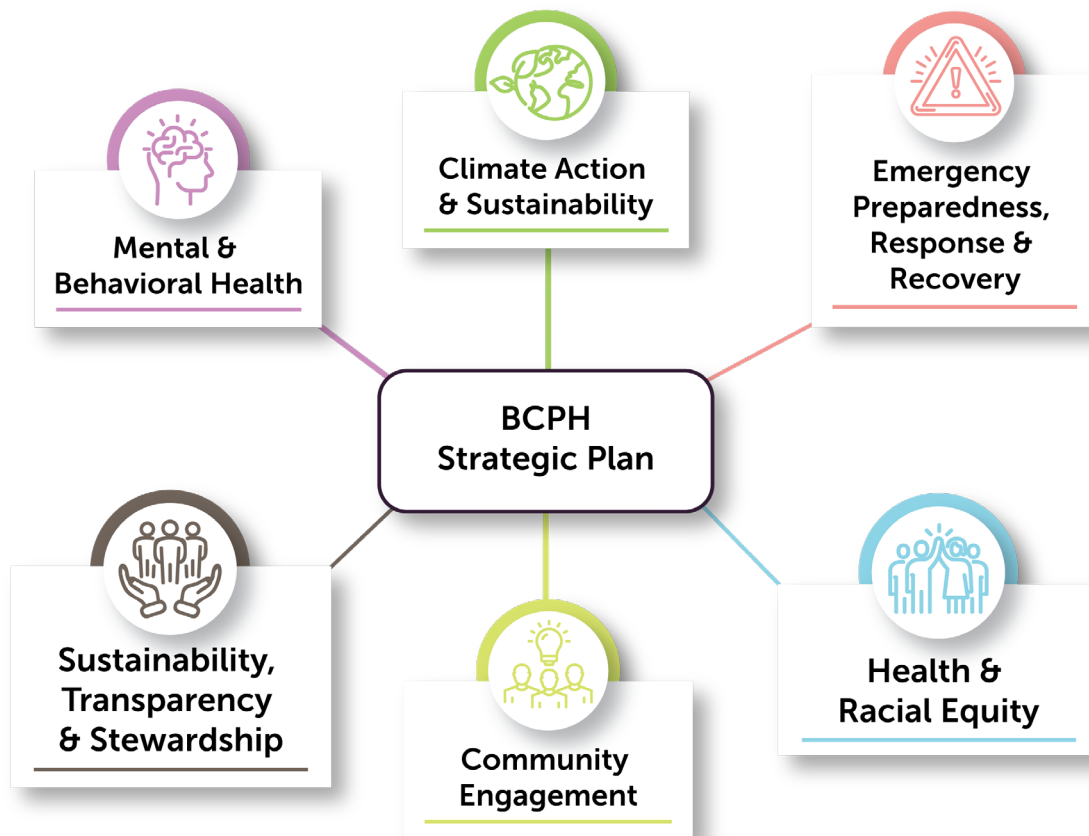 Climate Action
& Sustainability
Emergency
Preparedness,
Response &
Recovery
Mental &
Behavioral Health
BCPH
Strategic Plan
Sustainability,
Transparency
& Stewardship
Health &
Racial Equity
Community
Engagement